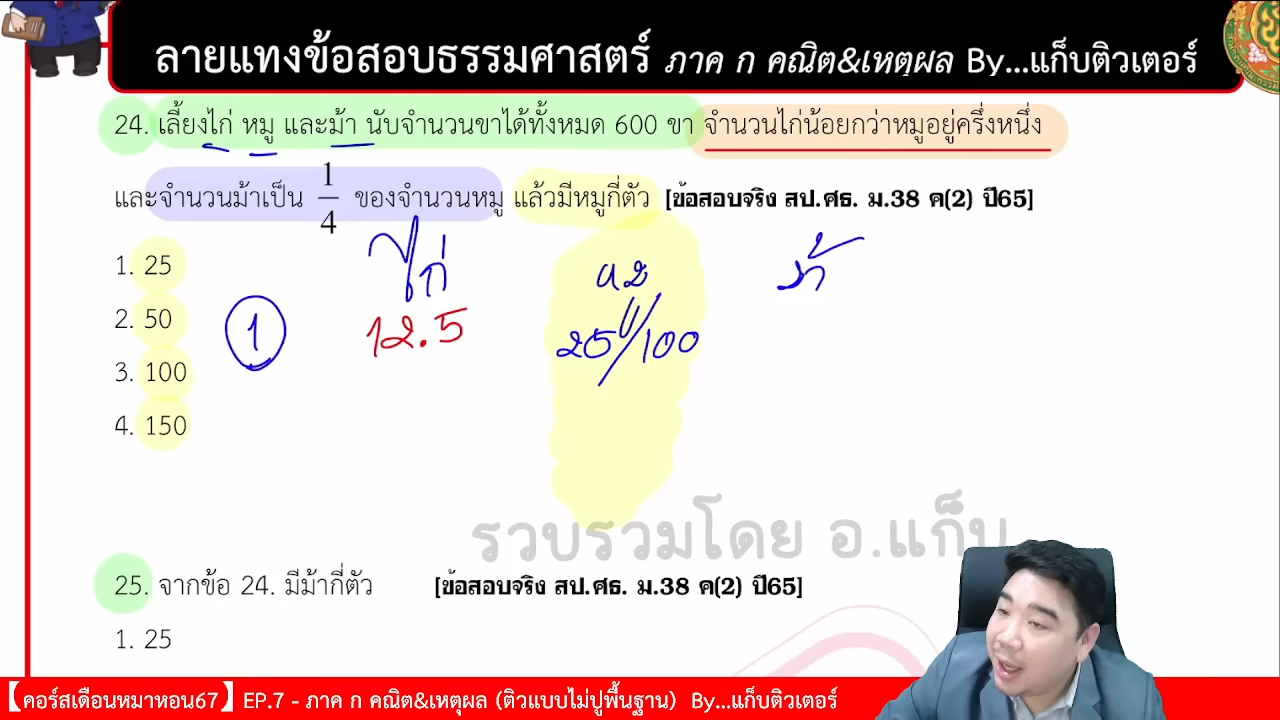 ลายแทงข้อสอบธรรมศาสตร์ ภาค ก คณิต&เหตุผล By...แก็บติวเตอร์
24. เลี้ยงไก่ หมู และม้า นับจำนวนขาได้ทั้งหมด 600 ขา จำนวนไก่น้อยกว่าหมูอยู่ครึ่งหนึ่ง
และจำนวนม้าเป็น 1/4 ของจำนวนหมู แล้วมีหมูกี่ตัว [ข้อสอบจริง สป.ศธ. ม.38 ค(2) ปี65]
ไก่ หมู ม้า
1. 25
2. 50
1 12.5 25/100
3. 100
4. 150
รวบรวมโดย อ.แก็บ
25. จากข้อ 24. มีม้ากี่ตัว [ข้อสอบจริง สป.ศธ. ม.38 ค(2) ปี65]
1. 25
【คอร์สเดือนหมาหอน67】 EP.7 - ภาค ก คณิต&เหตุผล (ติวแบบไม่ปูพื้นฐาน) By...แก็บติวเตอร์